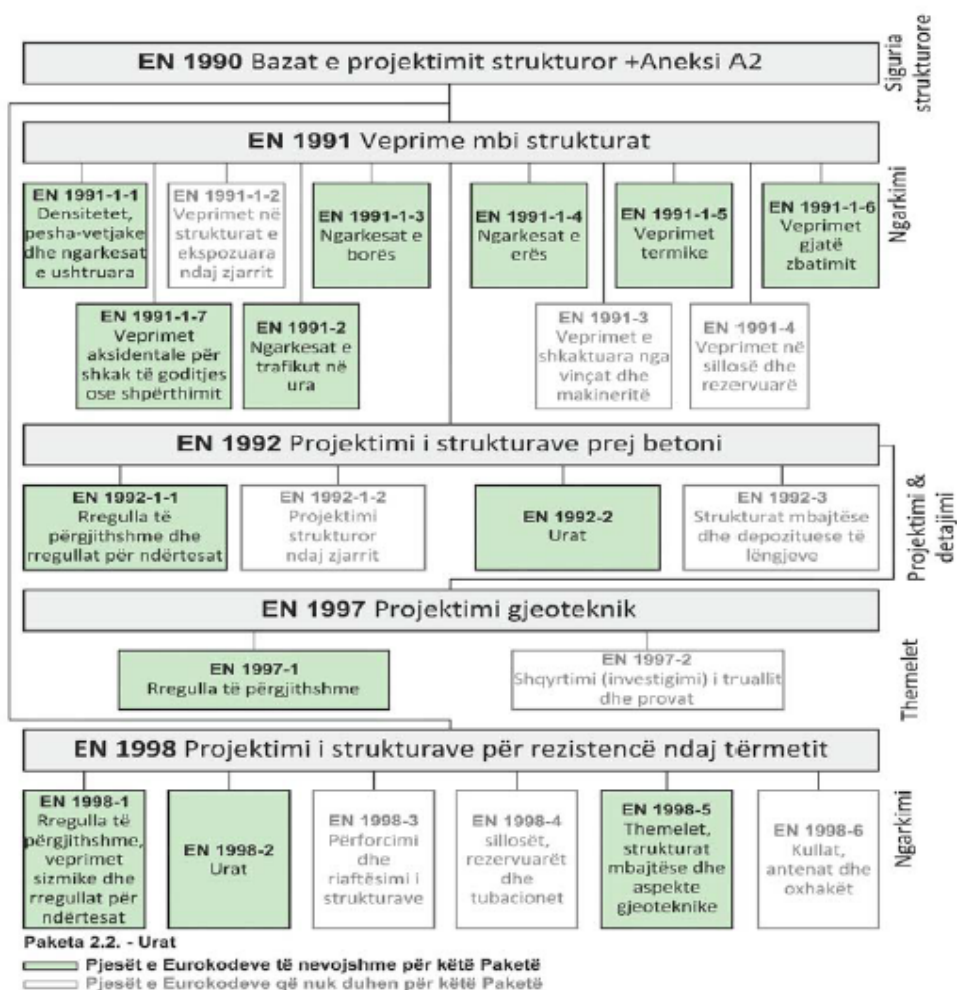 EN 1990 Bazat e projektimit strukturor +Aneksi A2
Siguria
strukturore
EN 1991 Veprime mbi strukturat
EN 1991-1-1
Densitetet,
pesha-vetjake
dhe ngarkesat
e ushtruara
EN 1991-1-2
Veprimet në
strukturat e
ekspozuara
ndaj zjarrit
EN 1991-1-3
Ngarkesat e
borës
EN 1991-1-4
Ngarkesat e
erës
EN 1991-1-5
Veprimet
termike
EN 1991-1-6
Veprimet
gjatë
zbatimit
Ngarkimi
EN 1991-1-7
Veprimet
aksidentale për
shkak të goditjes
ose shpërthimit
EN 1991-2
Ngarkesat e
trafikut në
ura
EN 1991-3
Veprimet e
shkaktuara nga
vinçat dhe
makineritë
EN 1991-4
Veprimet në
sillosë dhe
rezervuarë
EN 1992 Projektimi i strukturave prej betoni
EN 1992-1-1
Rregulla të
përgjithshme dhe
rregullat për ndërtesat
EN 1992-1-2
Projektimi
strukturor
ndaj zjarrit
EN 1992-2
Urat
EN 1992-3
Strukturat mbajtëse
dhe depozituese të
lëngjeve
Projektimi &
detajimi
EN 1997 Projektimi gjeoteknik
EN 1997-1
Rregulla të përgjithshme
EN 1997-2
Shqyrtimi (investigimi) i truallit
dhe provat
Themelet
EN 1998 Projektimi i strukturave për rezistencë ndaj tërmetit
EN 1998-1
Rregulla të
përgjithshme,
veprimet
sizmike dhe
rregullat për
ndërtesat
EN 1998-2
Urat
EN 1998-3
Përforcimi dhe
riaftësimi i
strukturave
EN 1998-4
sillosët,
rezervuarët
dhe
tubacionet
EN 1998-5
Themelet,
strukturat
mbajtëse dhe
aspekte
gjeoteknike
EN 1998-6
Kullat,
antenat dhe
oxhakët
Ngarkimi
Paketa 2.2. - Urat
Pjesët e Eurokodeve të nevojshme për këtë Paketë
Pjesët e Eurokodeve që nuk duhen për këtë Paketë